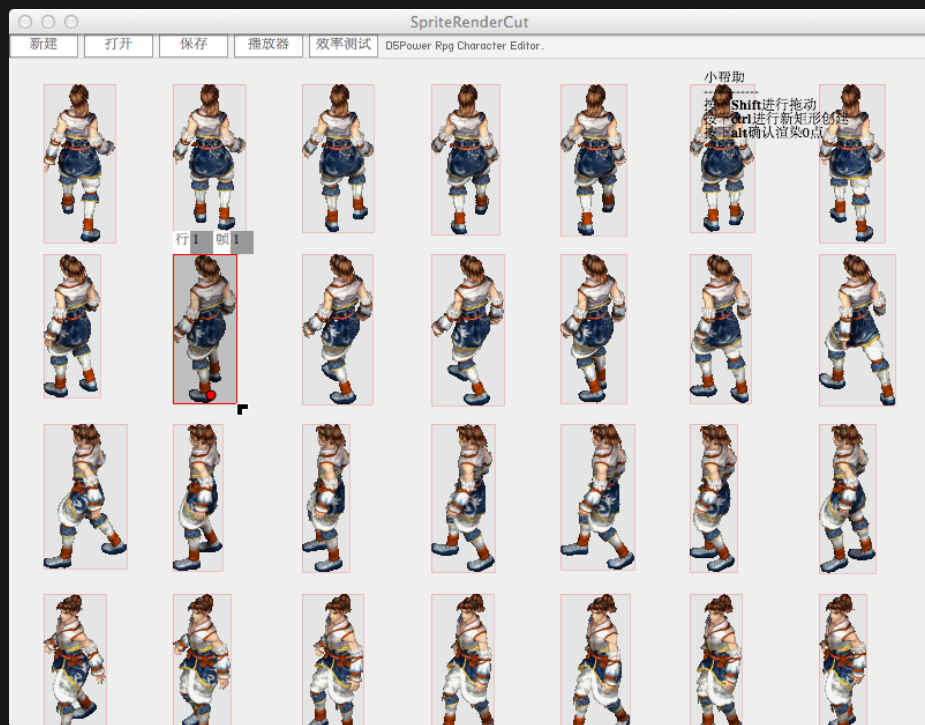 SpriteRenderCut
新建 打开 保存 播放器 效率测试 D5Power Rpg Character Editor.
小帮助
------------
按下Shift进行拖动
按下ctrl进行新矩形创建
按下alt确认渲染0点
行 1 帧 1